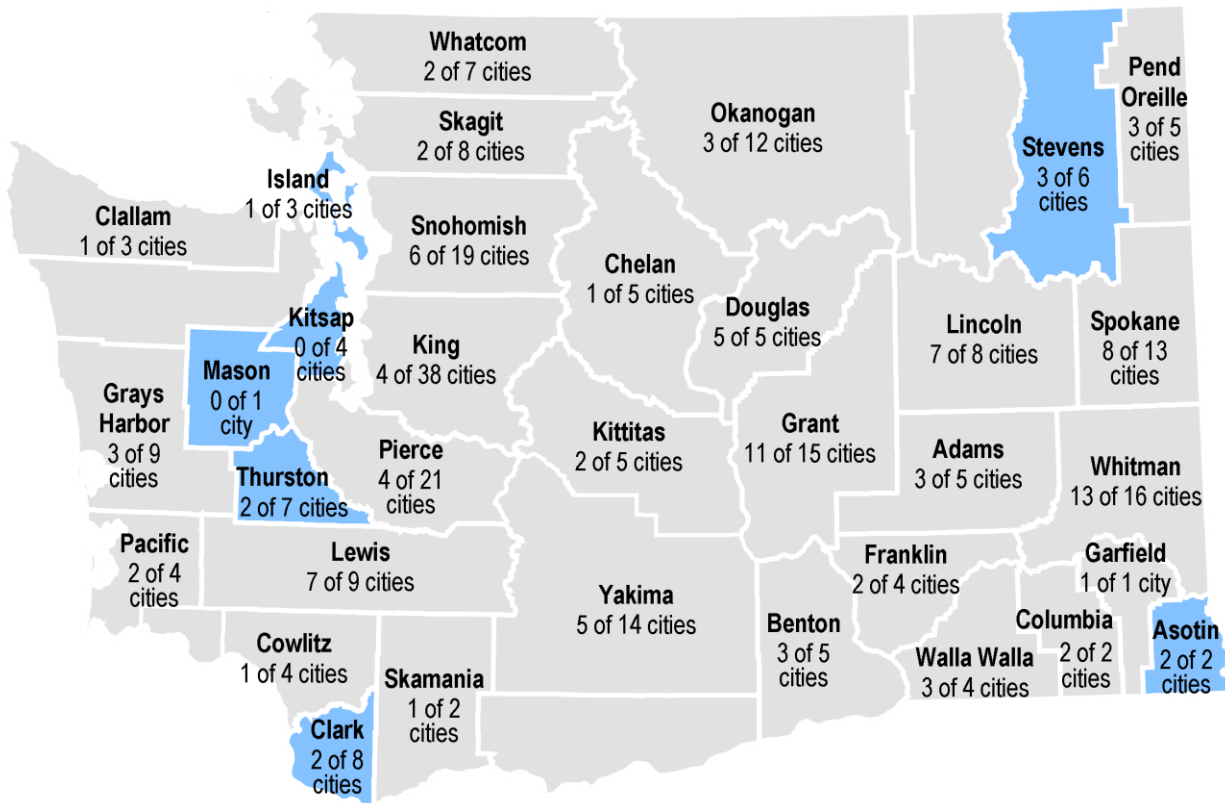 Whatcom
2 of 7 cities
Skagit
2 of 8 cities
Okanogan
3 of 12 cities
Pend
Oreille
3 of 5
cities
Stevens
3 of 6
cities
Island
1 of 3 cities
Clallam
1 of 3 cities
Snohomish
6 of 19 cities
Chelan
1 of 5 cities
Douglas
5 of 5 cities
Lincoln
7 of 8 cities
Spokane
8 of 13
cities
Kitsap
0 of 4
cities
King
4 of 38 cities
Mason
0 of 1
city
Grays
Harbor
3 of 9
cities
Thurston
2 of 7 cities
Pierce
4 of 21
cities
Kittitas
2 of 5 cities
Grant
11 of 15 cities
Adams
3 of 5 cities
Whitman
13 of 16 cities
Pacific
2 of 4
cities
Lewis
7 of 9 cities
Yakima
5 of 14 cities
Franklin
2 of 4 cities
Garfield
1 of 1 city
Benton
3 of 5
cities
Columbia
2 of 2
cities
Asotin
2 of 2
cities
Walla Walla
3 of 4 cities
Cowlitz
1 of 4 cities
Skamania
1 of 2
cities
Clark
2 of 8
cities